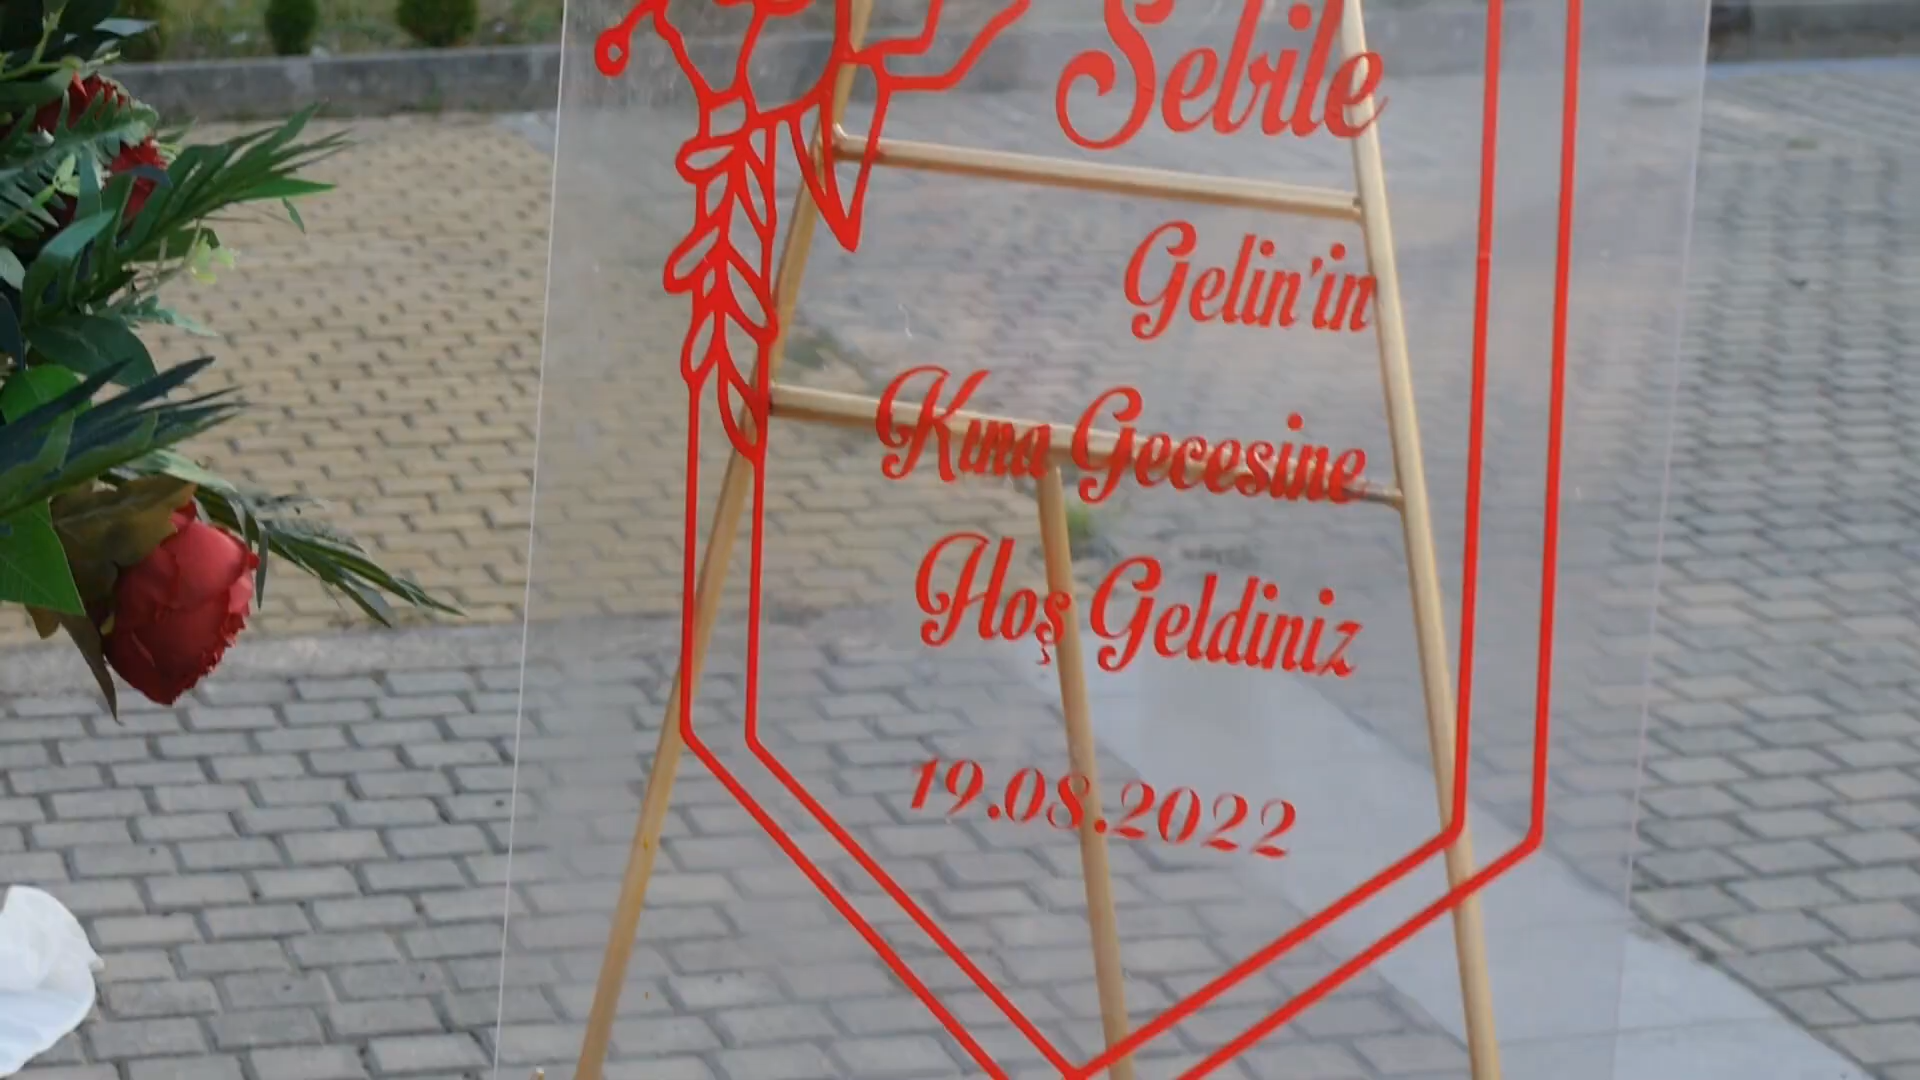 Sebile
Gelin'in
Kına Gecesine
Hoş Geldiniz
19.08.2022